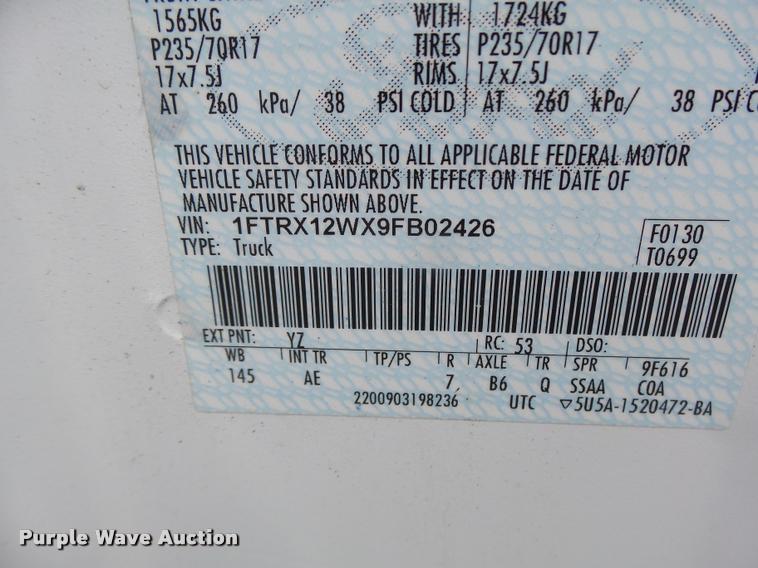 1565KG WITH 1724KG
P235/70R17 TIRES P235/70R17
17x7.5J RIMS 17x7.5J
AT 260 kPa/ 38 PSI COLD AT 260 kPa/ 38 PSI
THIS VEHICLE CONFORMS TO ALL APPLICABLE FEDERAL MOTOR
VEHICLE SAFETY STANDARDS IN EFFECT ON THE DATE OF
MANUFACTURE SHOWN ABOVE.
VIN: 1FTRX12WX9FB02426 F0130
TYPE: Truck T0699
EXT PNT: YZ RC: 53 DSO:
WB INT TR TP/PS R AXLE TR SPR 9F616
145 AE 7 B6 Q SSAA COA
2200903198236 UTC ▽5U5A-1520472-BA
Purple Wave Auction